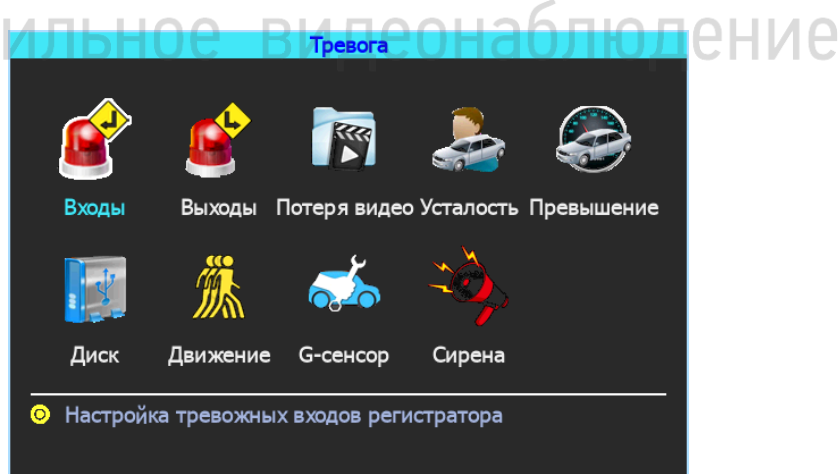 ильное видеонаблюдение
Тревога
Входы Выходы Потеря видео Усталость Превышение
Диск Движение G-сенсор Сирена
Настройка тревожных входов регистратора